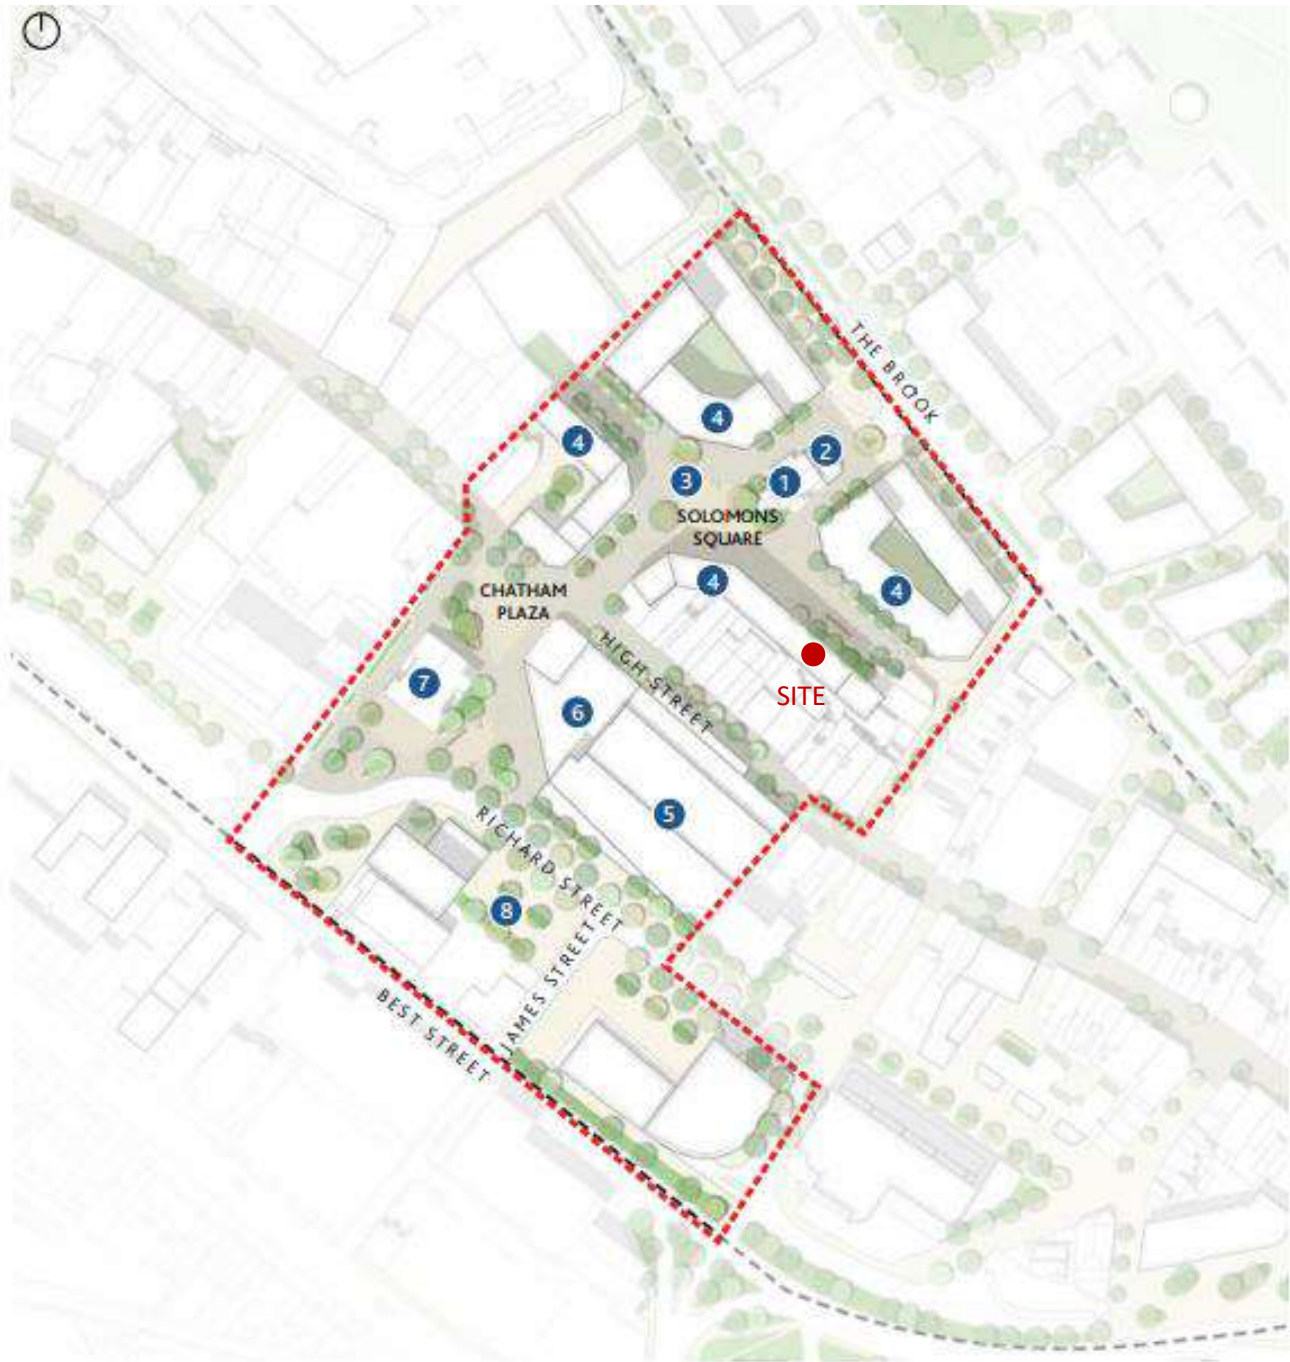 THE BROOK
4
4
2
3
1
SOLOMONS
SQUARE
4
4
CHATHAM
PLAZA
HIGH STREET
SITE
7
6
5
RICHARD STREET
8
JAMES STREET
BEST STREET